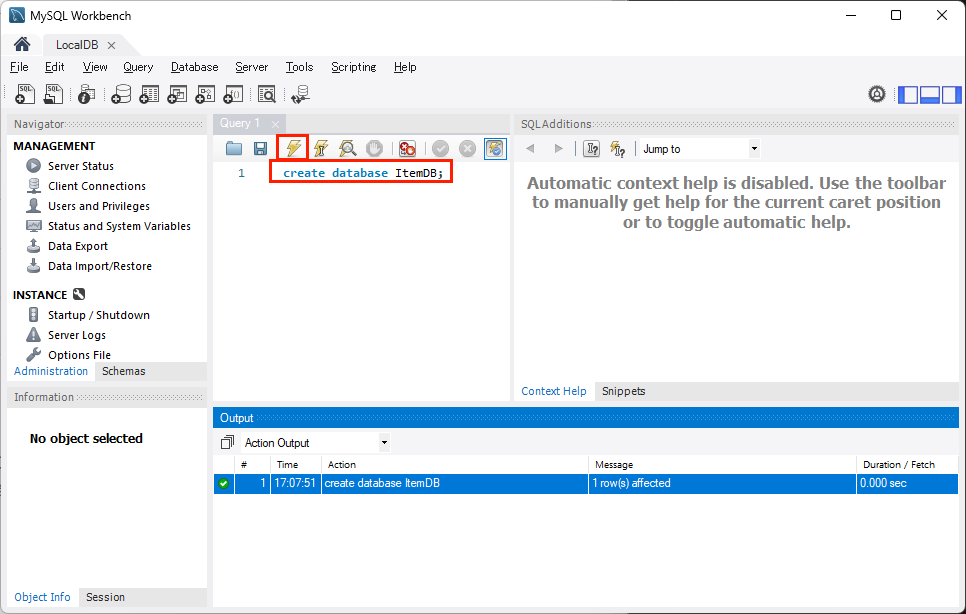 MySQL Workbench
LocalDB
File Edit View Query Database Server Tools Scripting Help
Navigator
MANAGEMENT
Server Status
Client Connections
Users and Privileges
Status and System Variables
Data Export
Data Import/Restore
INSTANCE
Startup / Shutdown
Server Logs
Options File
Administration Schemas
Information
No object selected
Object Info Session
Query 1
1 create database ItemDB;
SQLAdditions
Jump to
Automatic context help is disabled. Use the toolbar
to manually get help for the current caret position
or to toggle automatic help.
Context Help Snippets
Output
Action Output
# Time Action Message Duration / Fetch
1 17:07:51 create database ItemDB 1 row(s) affected 0.000 sec